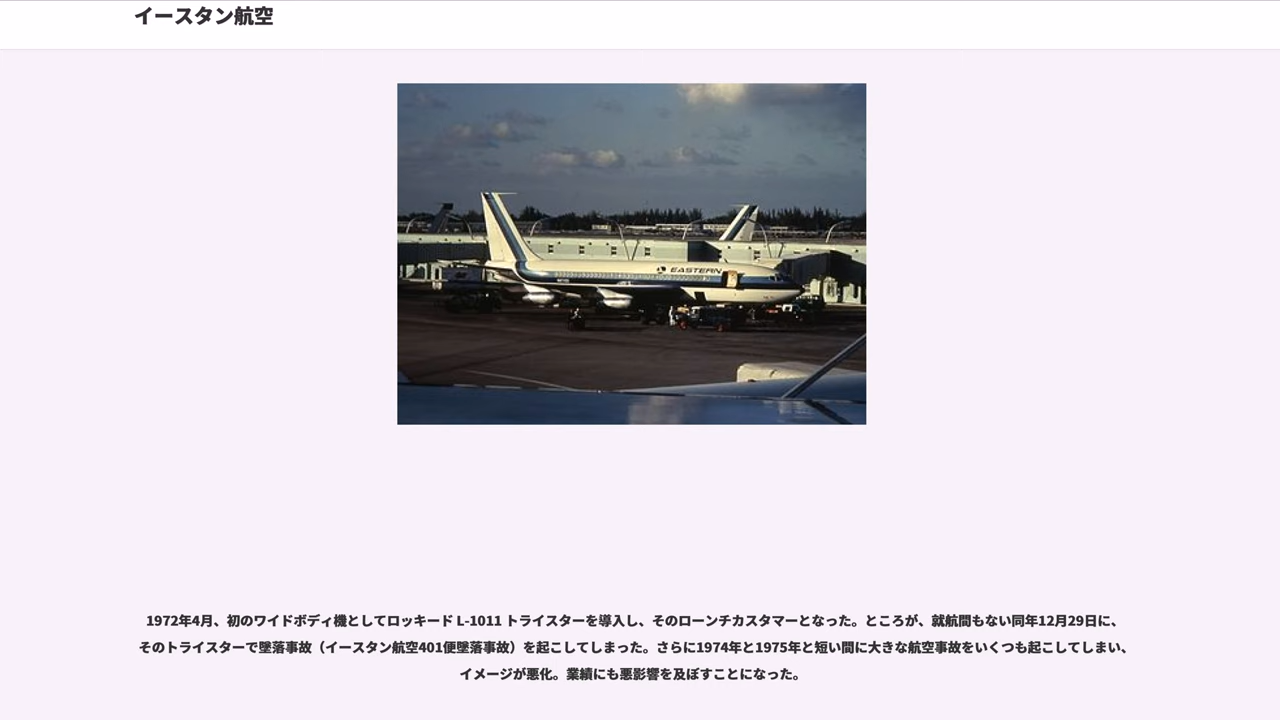 イースタン航空
EASTERN
1972年4月、初のワイドボディ機としてロッキード L-1011 トライスターを導入し、そのローンチカスタマーとなった。ところが、就航間もない同年12月29日に、
そのトライスターで墜落事故（イースタン航空401便墜落事故）を起こしてしまった。さらに1974年と1975年と短い間に大きな航空事故をいくつも起こしてしまい、
イメージが悪化。業績にも悪影響を及ぼすことになった。